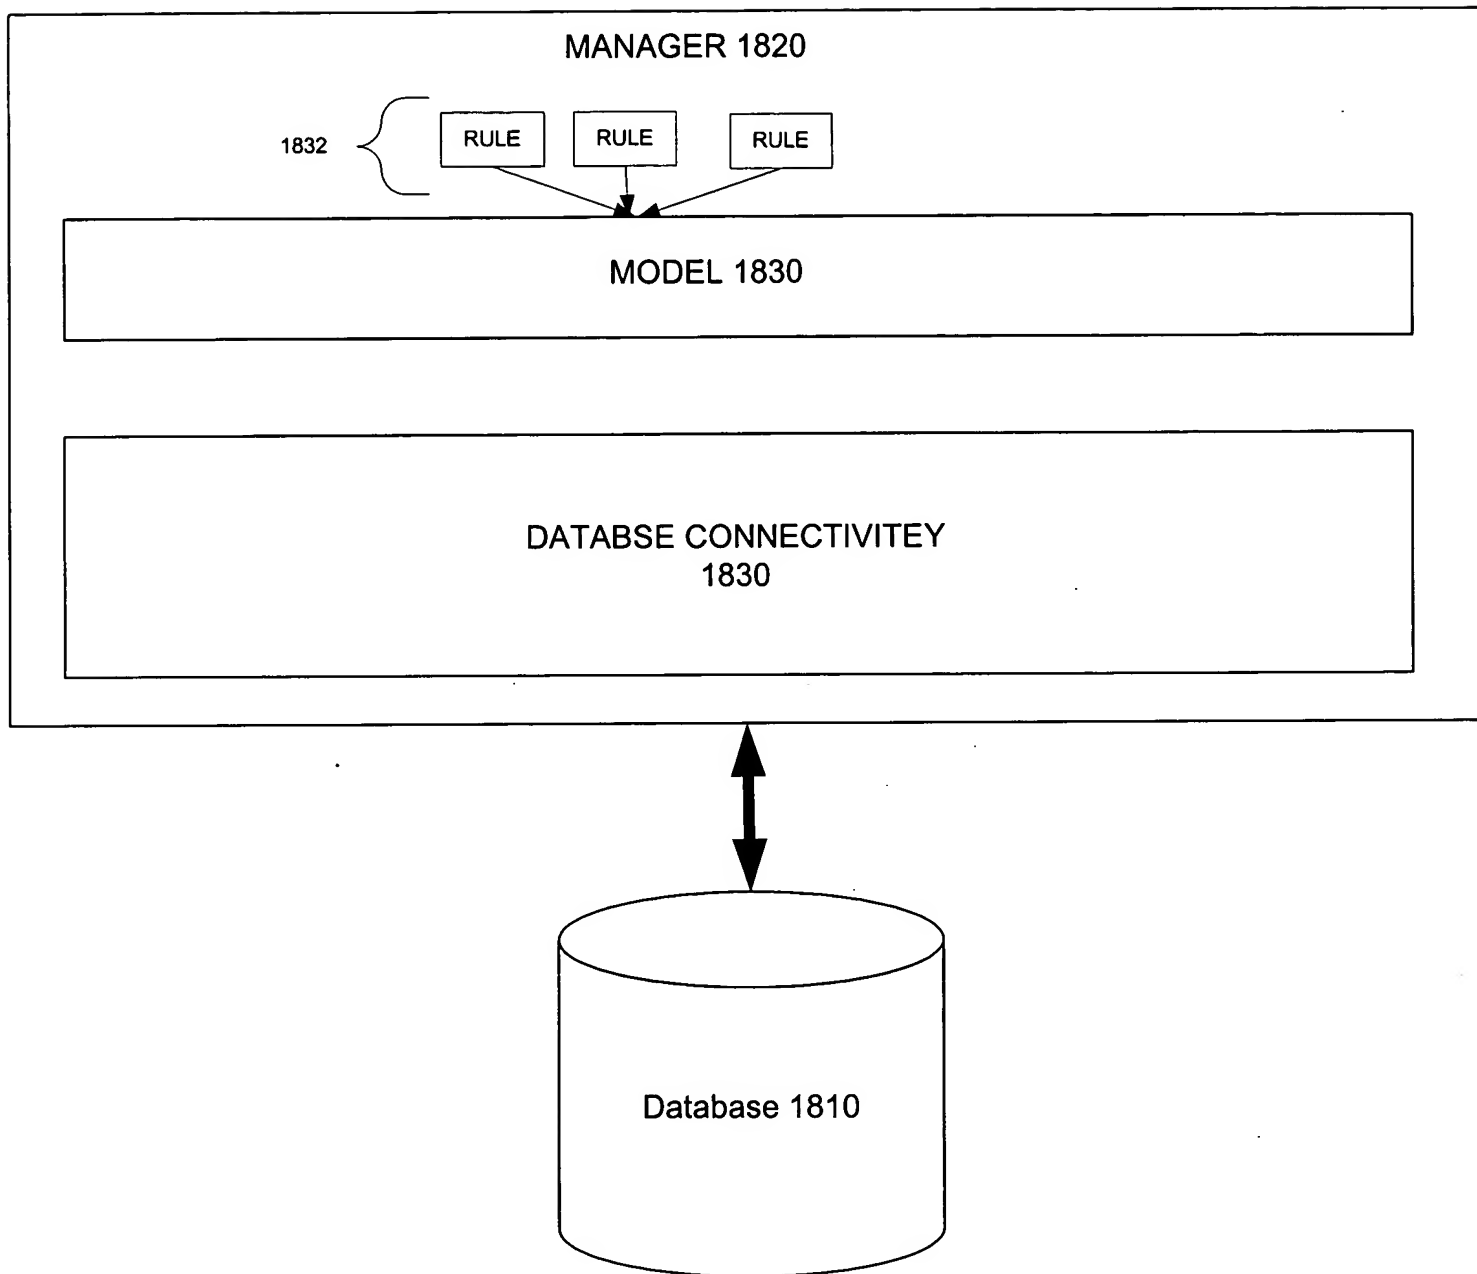 MANAGER 1820
1832
RULE
RULE
RULE
MODEL 1830
DATABSE CONNECTIVITEY
1830
Database 1810